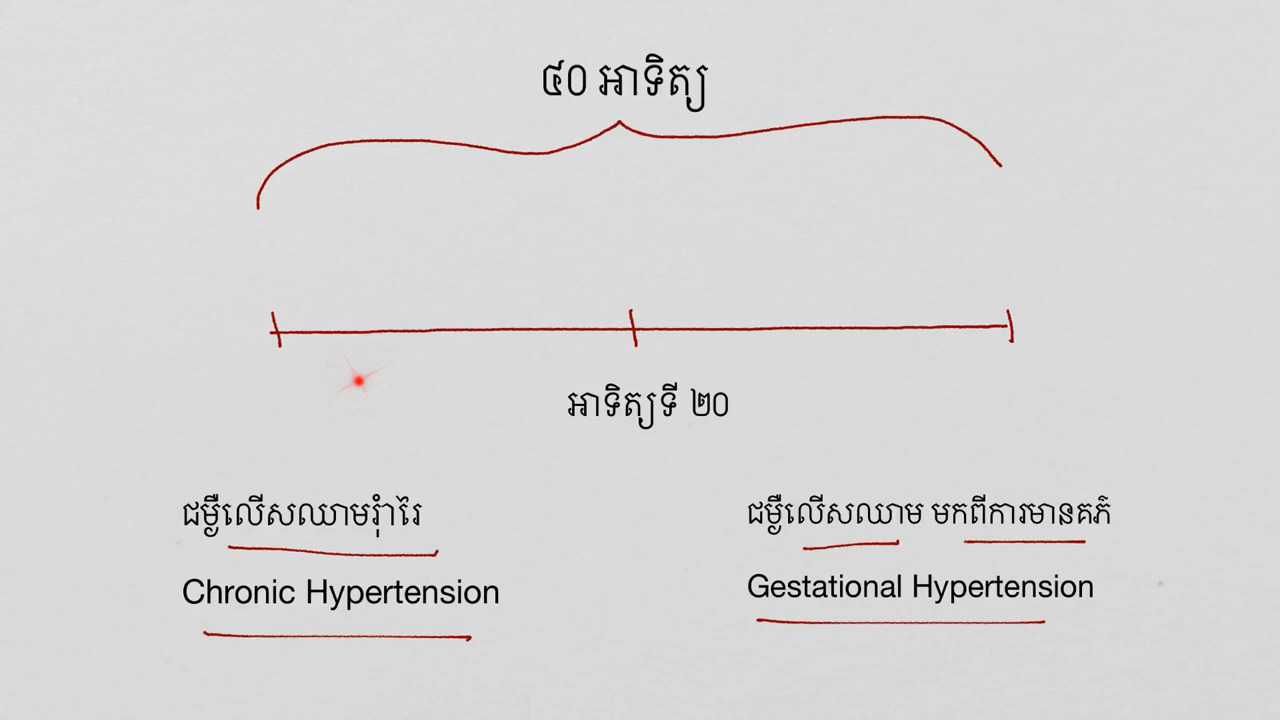 ៤០ អាទិត្យ
អាទិត្យទី ២០
ជម្ងឺលើសឈាមរុំារៃ
Chronic Hypertension
ជម្ងឺលើសឈាម មកពីការមានគភ៌
Gestational Hypertension